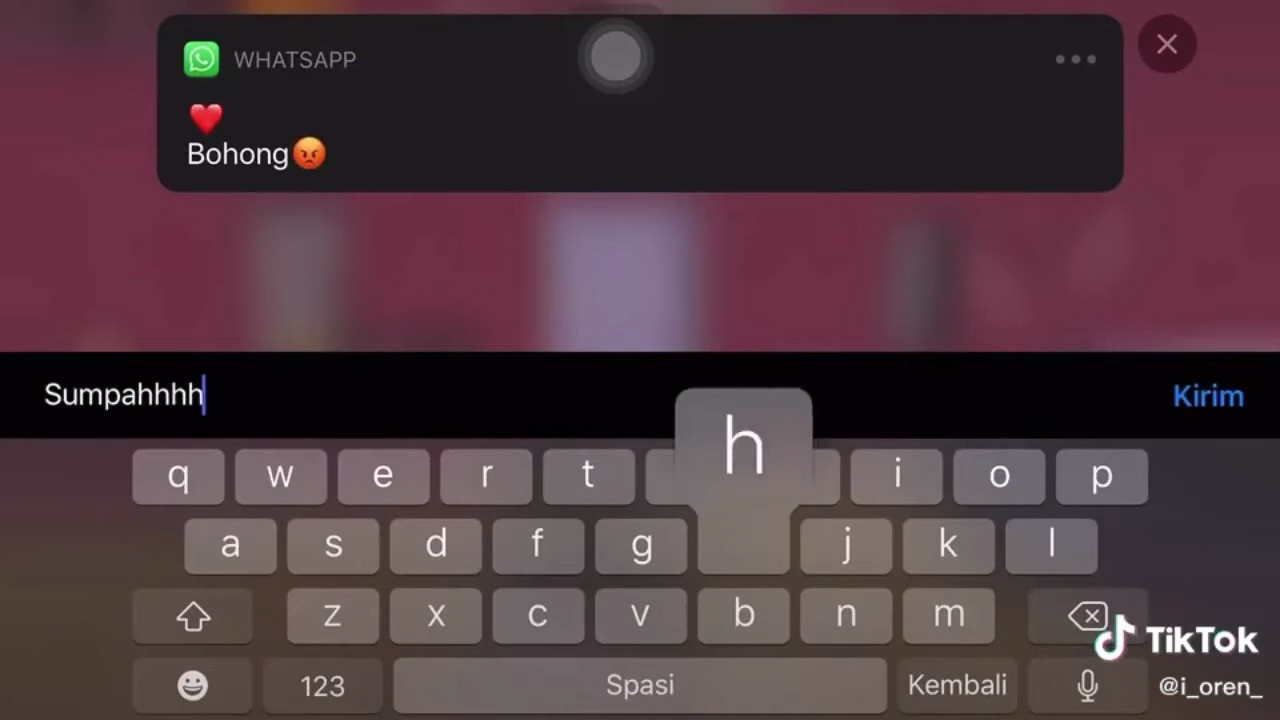 WHATSAPP
❤️
Bohong😡
Sumpahhhh
Kirim
h
q w e r t i o p
a s d f g j k l
z x c v b n m
123 Spasi Kembali
TikTok
@i_oren_